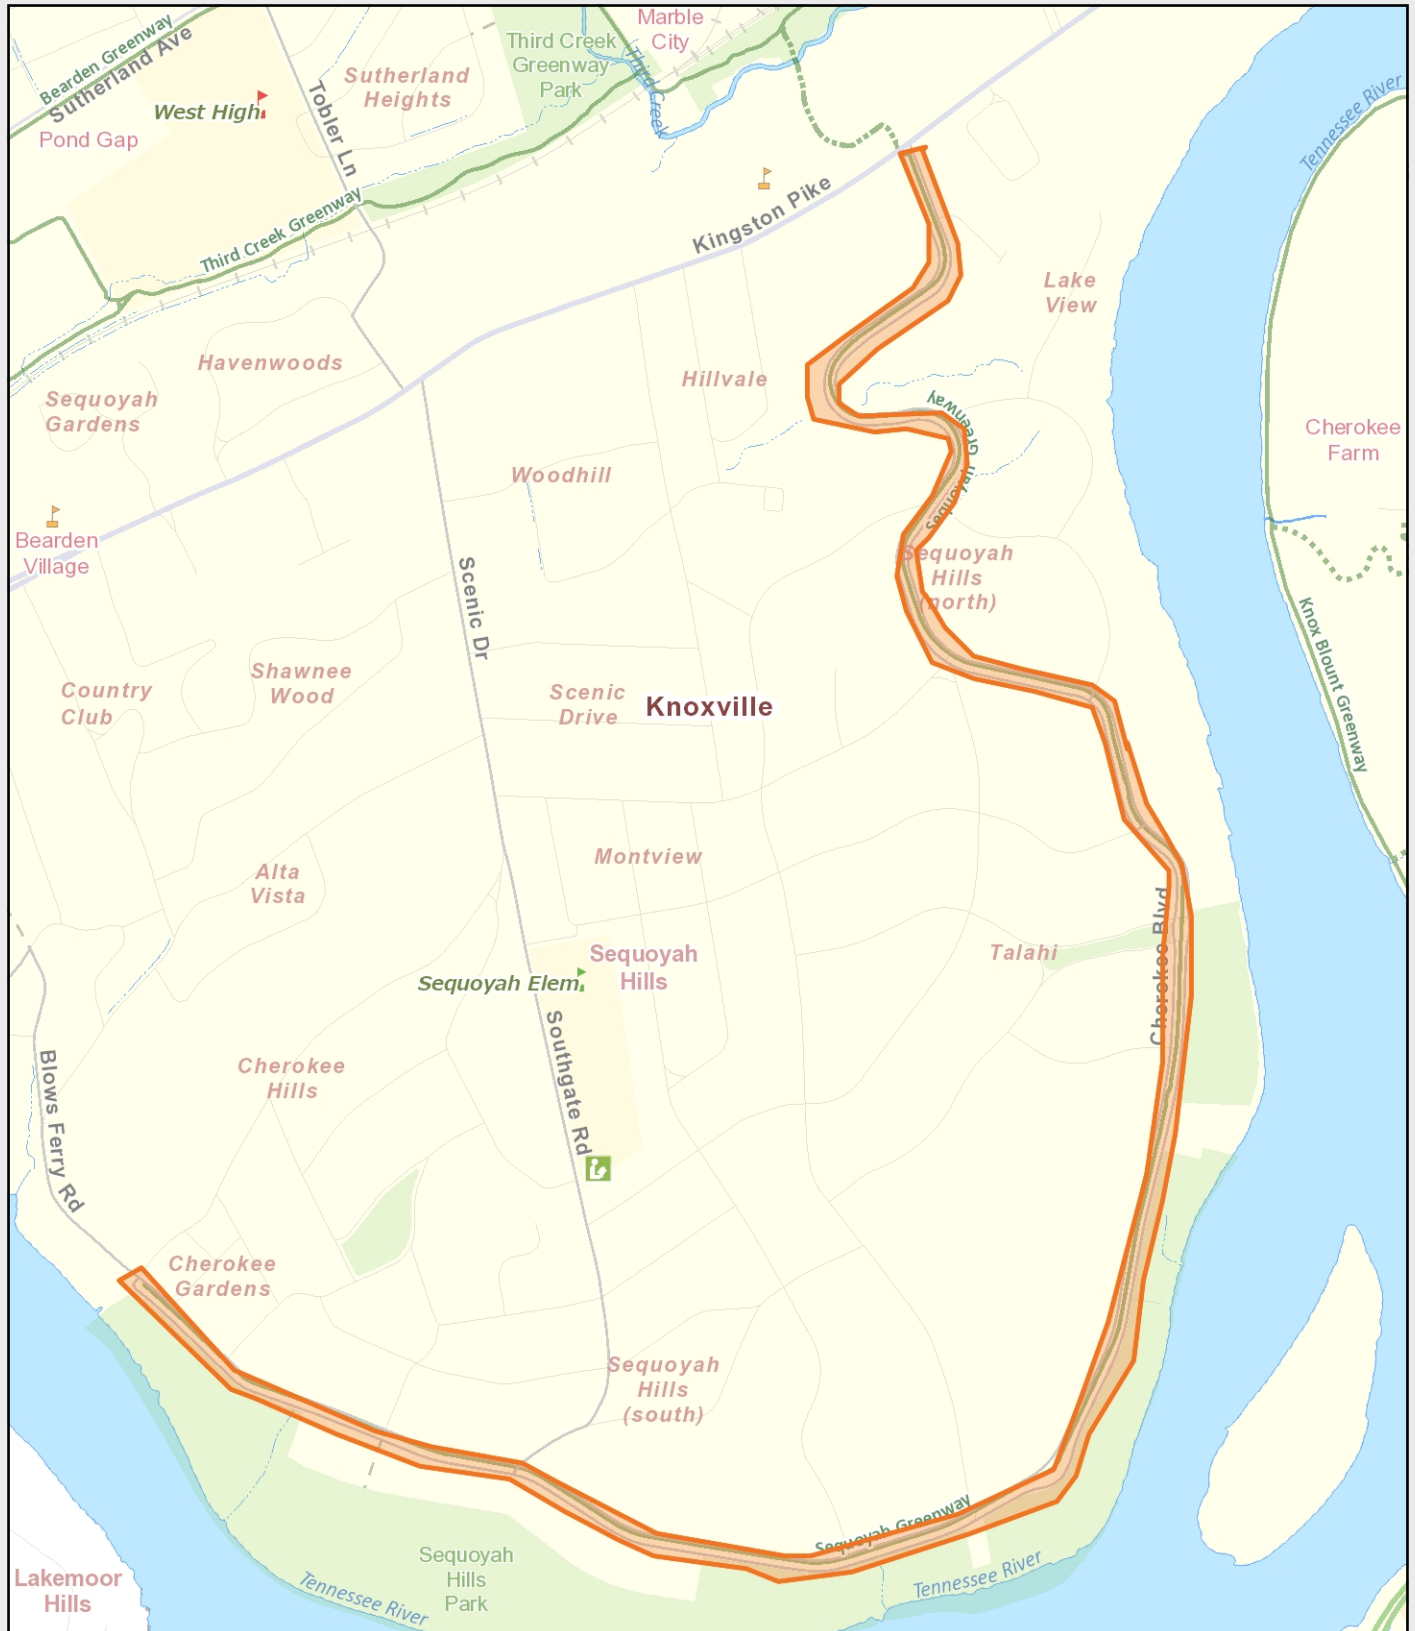 Bearden Greenway
Sutherland Ave
West High
Pond Gap
Tobler Ln
Sutherland
Heights
Third Creek
Greenway
Park
Marble
City
Third Creek
Third Creek Greenway
Kingston Pike
Tennessee River
Lake
View
Havenwoods
Hillvale
Sequoyah
Gardens
Sequoyah Greenway
Cherokee
Farm
Woodhill
Bearden
Village
Scenic Dr
Sequoyah
Hills
(north)
Knox Blount Greenway
Shawnee
Wood
Country
Club
Scenic
Drive
Knoxville
Alta
Vista
Montview
Cherokee Blvd
Sequoyah
Hills
Talahi
Sequoyah Elem
Southgate Rd
Blows Ferry Rd
Cherokee
Hills
Cherokee
Gardens
Sequoyah
Hills
(south)
Sequoyah Greenway
Sequoyah
Hills
Park
Tennessee River
Tennessee River
Lakemoor
Hills